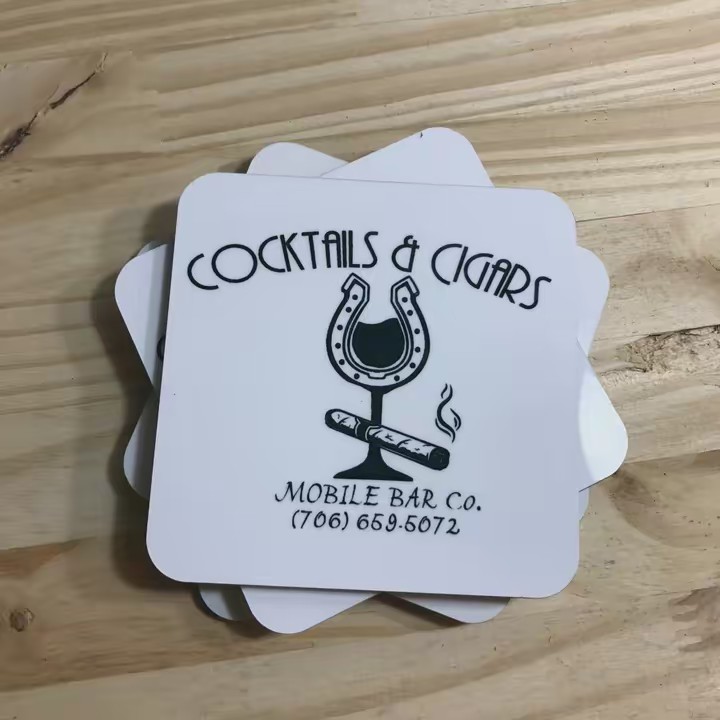 COCKTAILS & CIGARS
MOBILE BAR Co.
(706) 659-5072